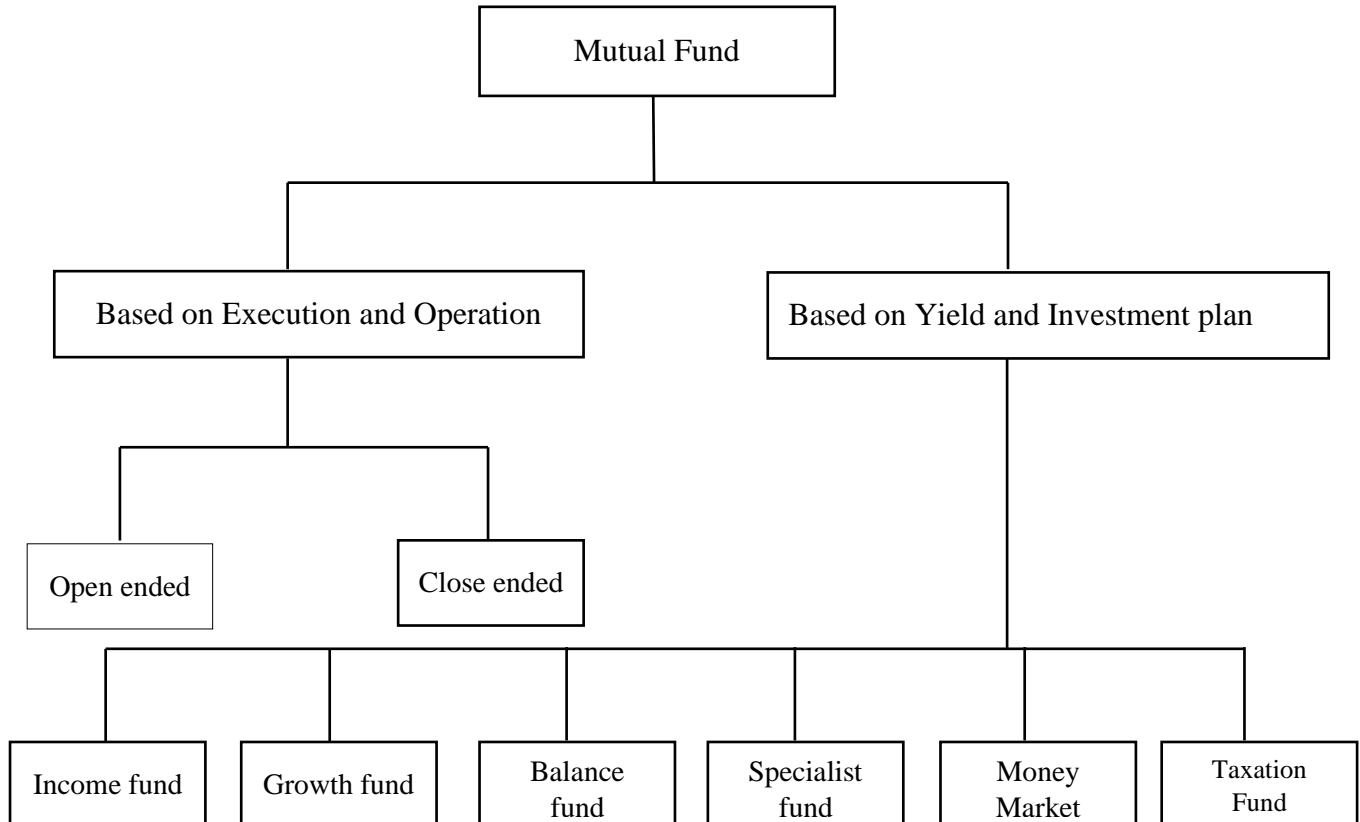 Mutual Fund
Based on Execution and Operation
Based on Yield and Investment plan
Open ended
Close ended
Income fund
Growth fund
Balance
fund
Specialist
fund
Money
Market
Taxation
Fund